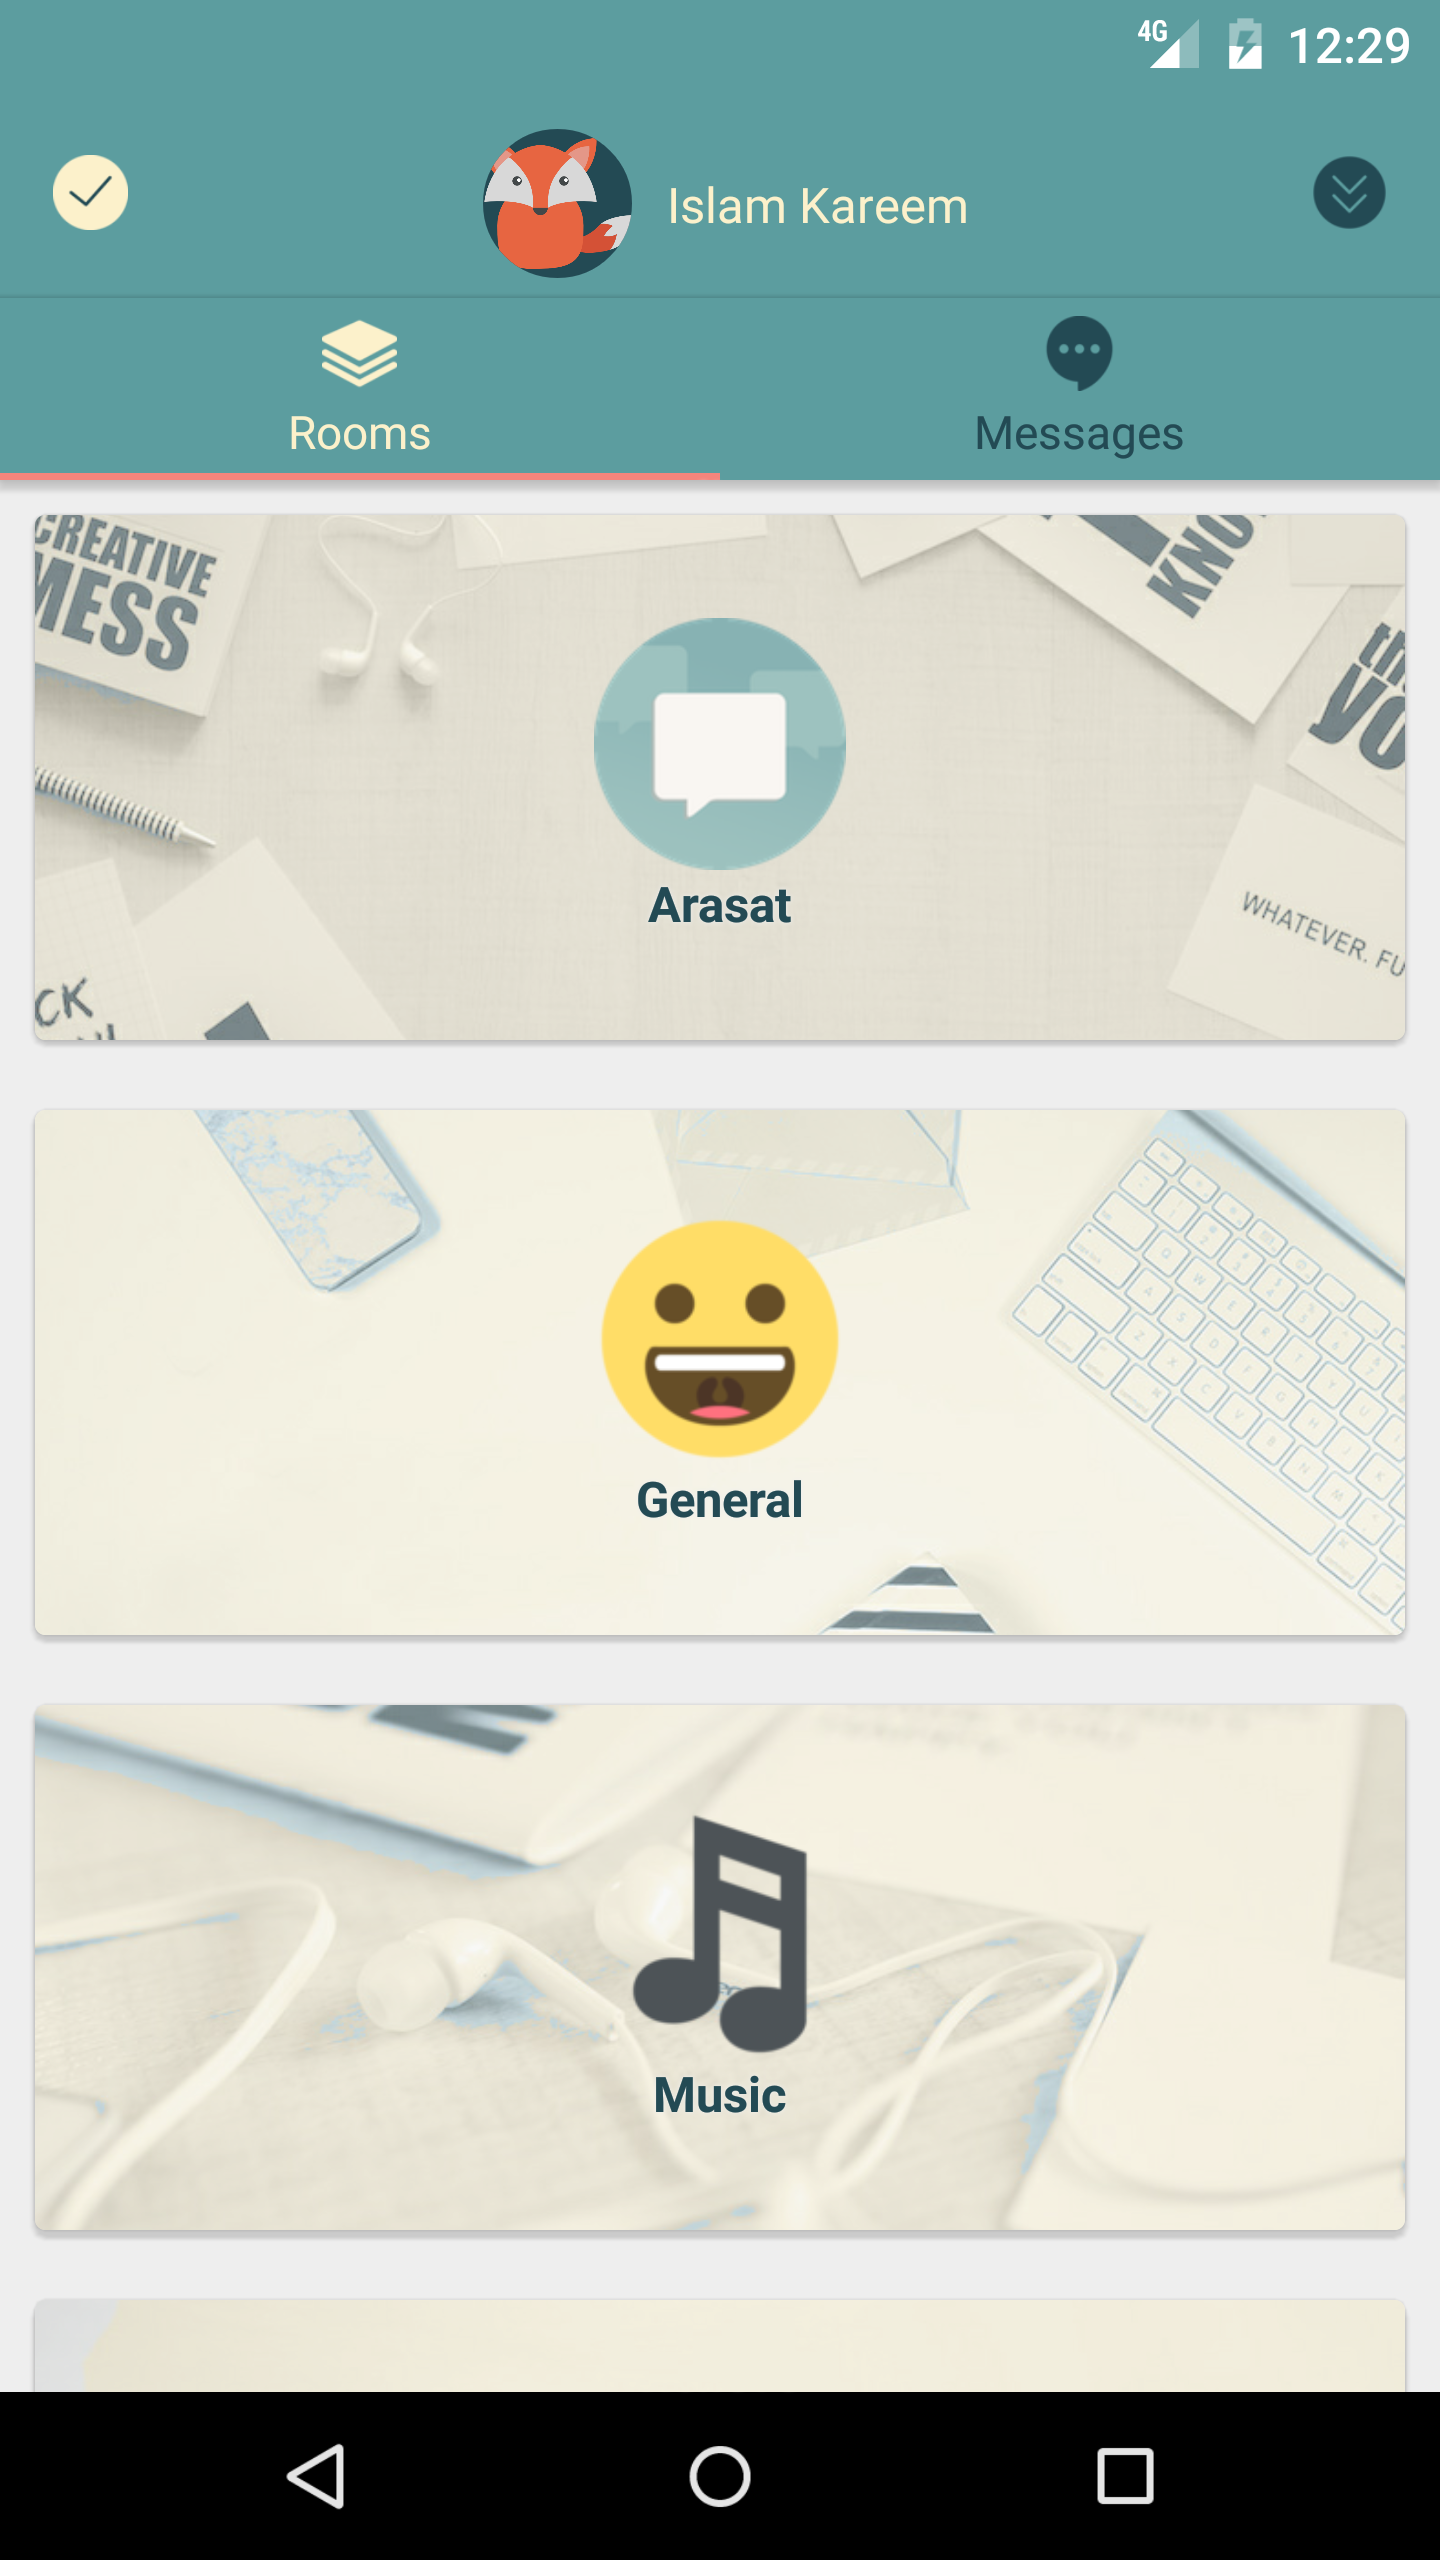 4G 12:29
Islam Kareem
Rooms
Messages
CREATIVE
MESS
KNO
th
YO
WHATEVER. FU
CK
Arasat
General
Music